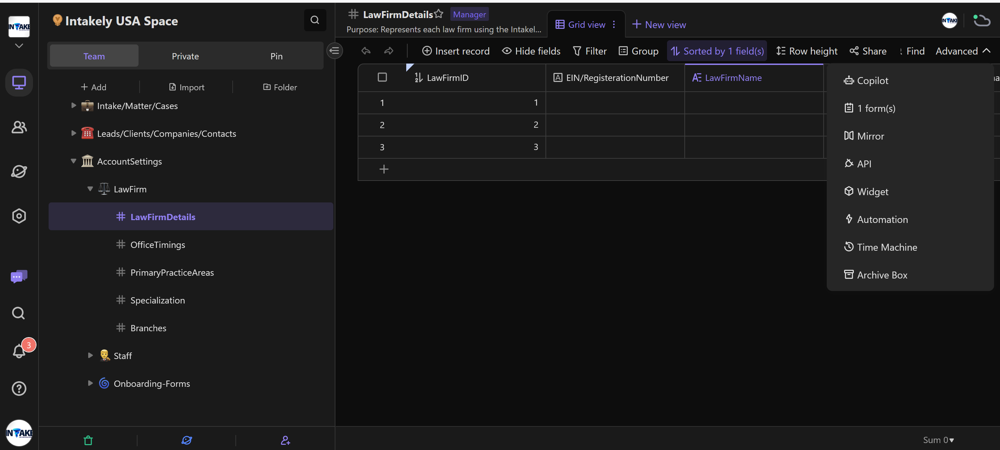 INTAKE
Intakely USA Space
Team
Private
Pin
Add
Import
Folder
Intake/Matter/Cases
Leads/Clients/Companies/Contacts
AccountSettings
LawFirm
LawFirmDetails
OfficeTimings
PrimaryPracticeAreas
Specialization
Branches
Staff
Onboarding-Forms
3
INTAKE
LawFirmDetails
Manager
Purpose: Represents each law firm using the Intakel...
Grid view
New view
INTAKE
Insert record
Hide fields
Filter
Group
Sorted by 1 field(s)
Row height
Share
Find
Advanced
LawFirmID
EIN/RegisterationNumber
LawFirmName
1 1
2 2
3 3
Copilot
1 form(s)
Mirror
API
Widget
Automation
Time Machine
Archive Box
Sum 0